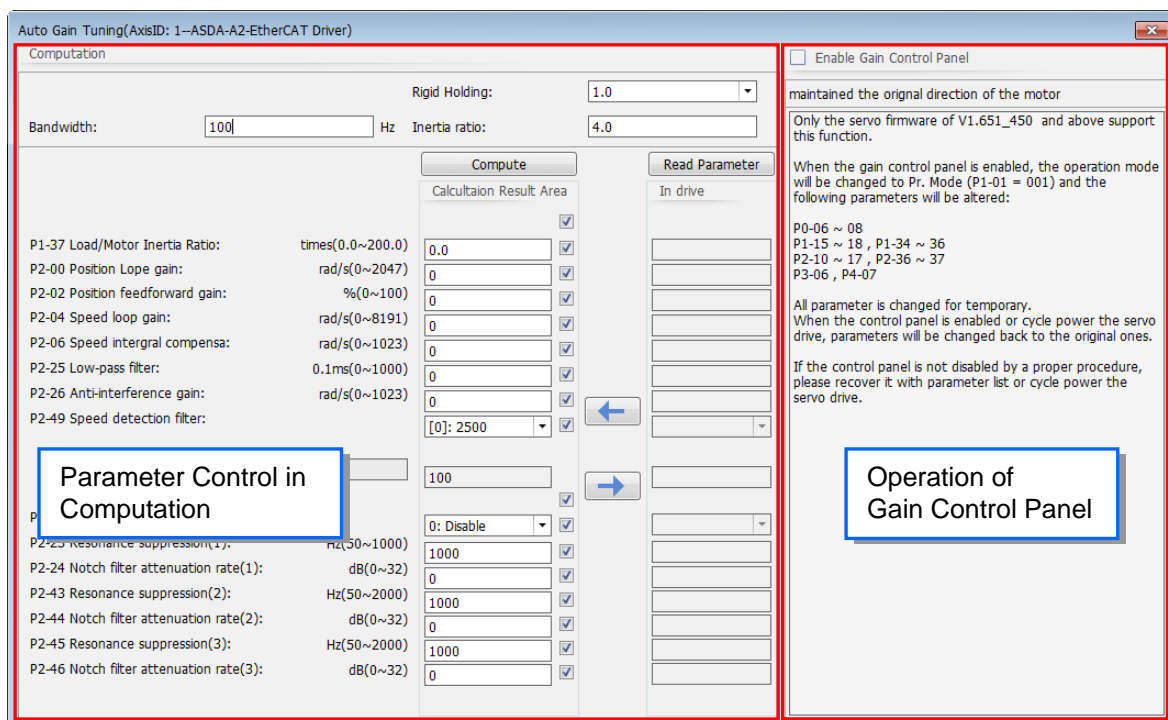 Auto Gain Tuning(AxisID: 1--ASDA-A2-EtherCAT Driver)
Computation
Rigid Holding: 1.0
Bandwidth: 100 Hz Inertia ratio: 4.0
Compute Read Parameter
Calcultaion Result Area In drive
P1-37 Load/Motor Inertia Ratio: times(0.0~200.0) 0.0
P2-00 Position Lope gain: rad/s(0~2047) 0
P2-02 Position feedforward gain: %(0~100) 0
P2-04 Speed loop gain: rad/s(0~8191) 0
P2-06 Speed intergral compensa: rad/s(0~1023) 0
P2-25 Low-pass filter: 0.1ms(0~1000) 0
P2-26 Anti-interference gain: rad/s(0~1023) 0
P2-49 Speed detection filter: [0]: 2500
100
Parameter Control in
Computation
P 0: Disable
P2-23 Resonance suppression(1): Hz(50~1000) 1000
P2-24 Notch filter attenuation rate(1): dB(0~32) 0
P2-43 Resonance suppression(2): Hz(50~2000) 1000
P2-44 Notch filter attenuation rate(2): dB(0~32) 0
P2-45 Resonance suppression(3): Hz(50~2000) 1000
P2-46 Notch filter attenuation rate(3): dB(0~32) 0
Enable Gain Control Panel
maintained the orignal direction of the motor
Only the servo firmware of V1.651_450 and above support
this function.
When the gain control panel is enabled, the operation mode
will be changed to Pr. Mode (P1-01 = 001) and the
following parameters will be altered:
P0-06 ~ 08
P1-15 ~ 18 , P1-34 ~ 36
P2-10 ~ 17 , P2-36 ~ 37
P3-06 , P4-07
All parameter is changed for temporary.
When the control panel is enabled or cycle power the servo
drive, parameters will be changed back to the original ones.
If the control panel is not disabled by a proper procedure,
please recover it with parameter list or cycle power the
servo drive.
Operation of
Gain Control Panel